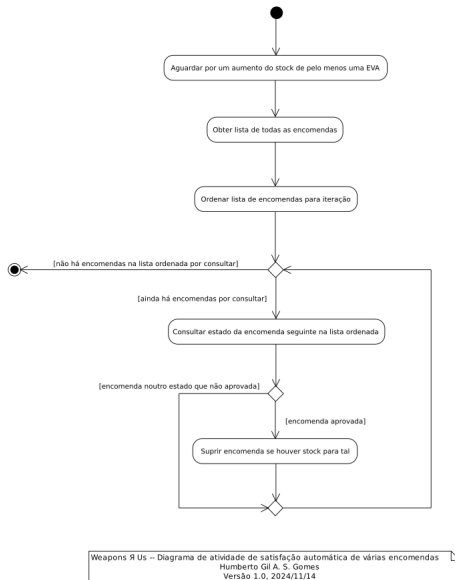 Aguardar por um aumento do stock de pelo menos uma EVA
Obter lista de todas as encomendas
Ordenar lista de encomendas para iteração
[não há encomendas na lista ordenada por consultar]
[ainda há encomendas por consultar]
Consultar estado da encomenda seguinte na lista ordenada
[encomenda noutro estado que não aprovada]
[encomenda aprovada]
Suprir encomenda se houver stock para tal
Weapons Я Us -- Diagrama de atividade de satisfação automática de várias encomendas
Humberto Gil A. S. Gomes
Versão 1.0, 2024/11/14